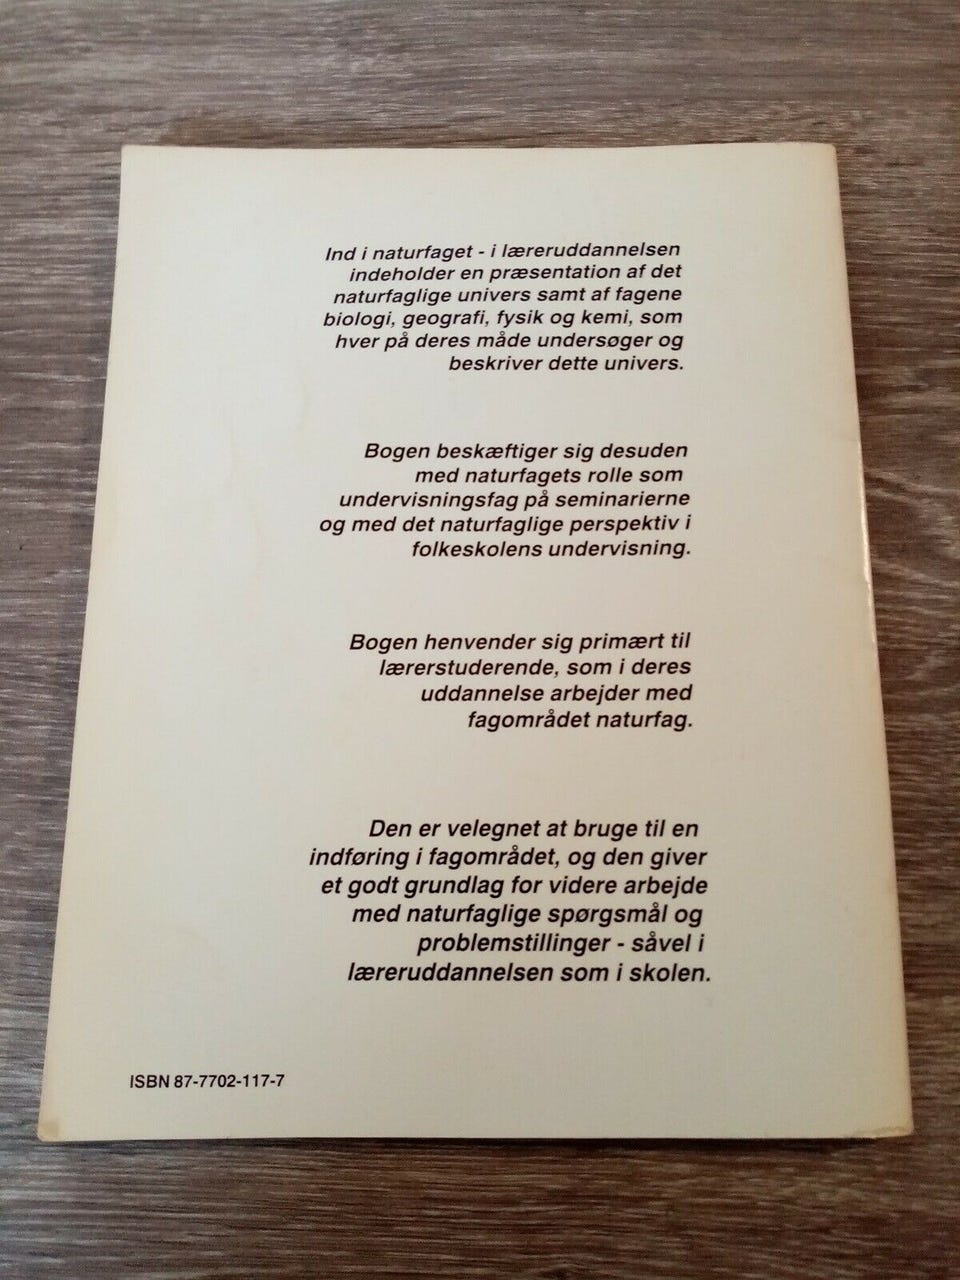 Ind i naturfaget - i læreruddannelsen
indeholder en præsentation af det
naturfaglige univers samt af fagene
biologi, geografi, fysik og kemi, som
hver på deres måde undersøger og
beskriver dette univers.
Bogen beskæftiger sig desuden
med naturfagets rolle som
undervisningsfag på seminarierne
og med det naturfaglige perspektiv i
folkeskolens undervisning.
Bogen henvender sig primært til
lærerstuderende, som i deres
uddannelse arbejder med
fagområdet naturfag.
Den er velegnet at bruge til en
indføring i fagområdet, og den giver
et godt grundlag for videre arbejde
med naturfaglige spørgsmål og
problemstillinger - såvel i
læreruddannelsen som i skolen.
ISBN 87-7702-117-7